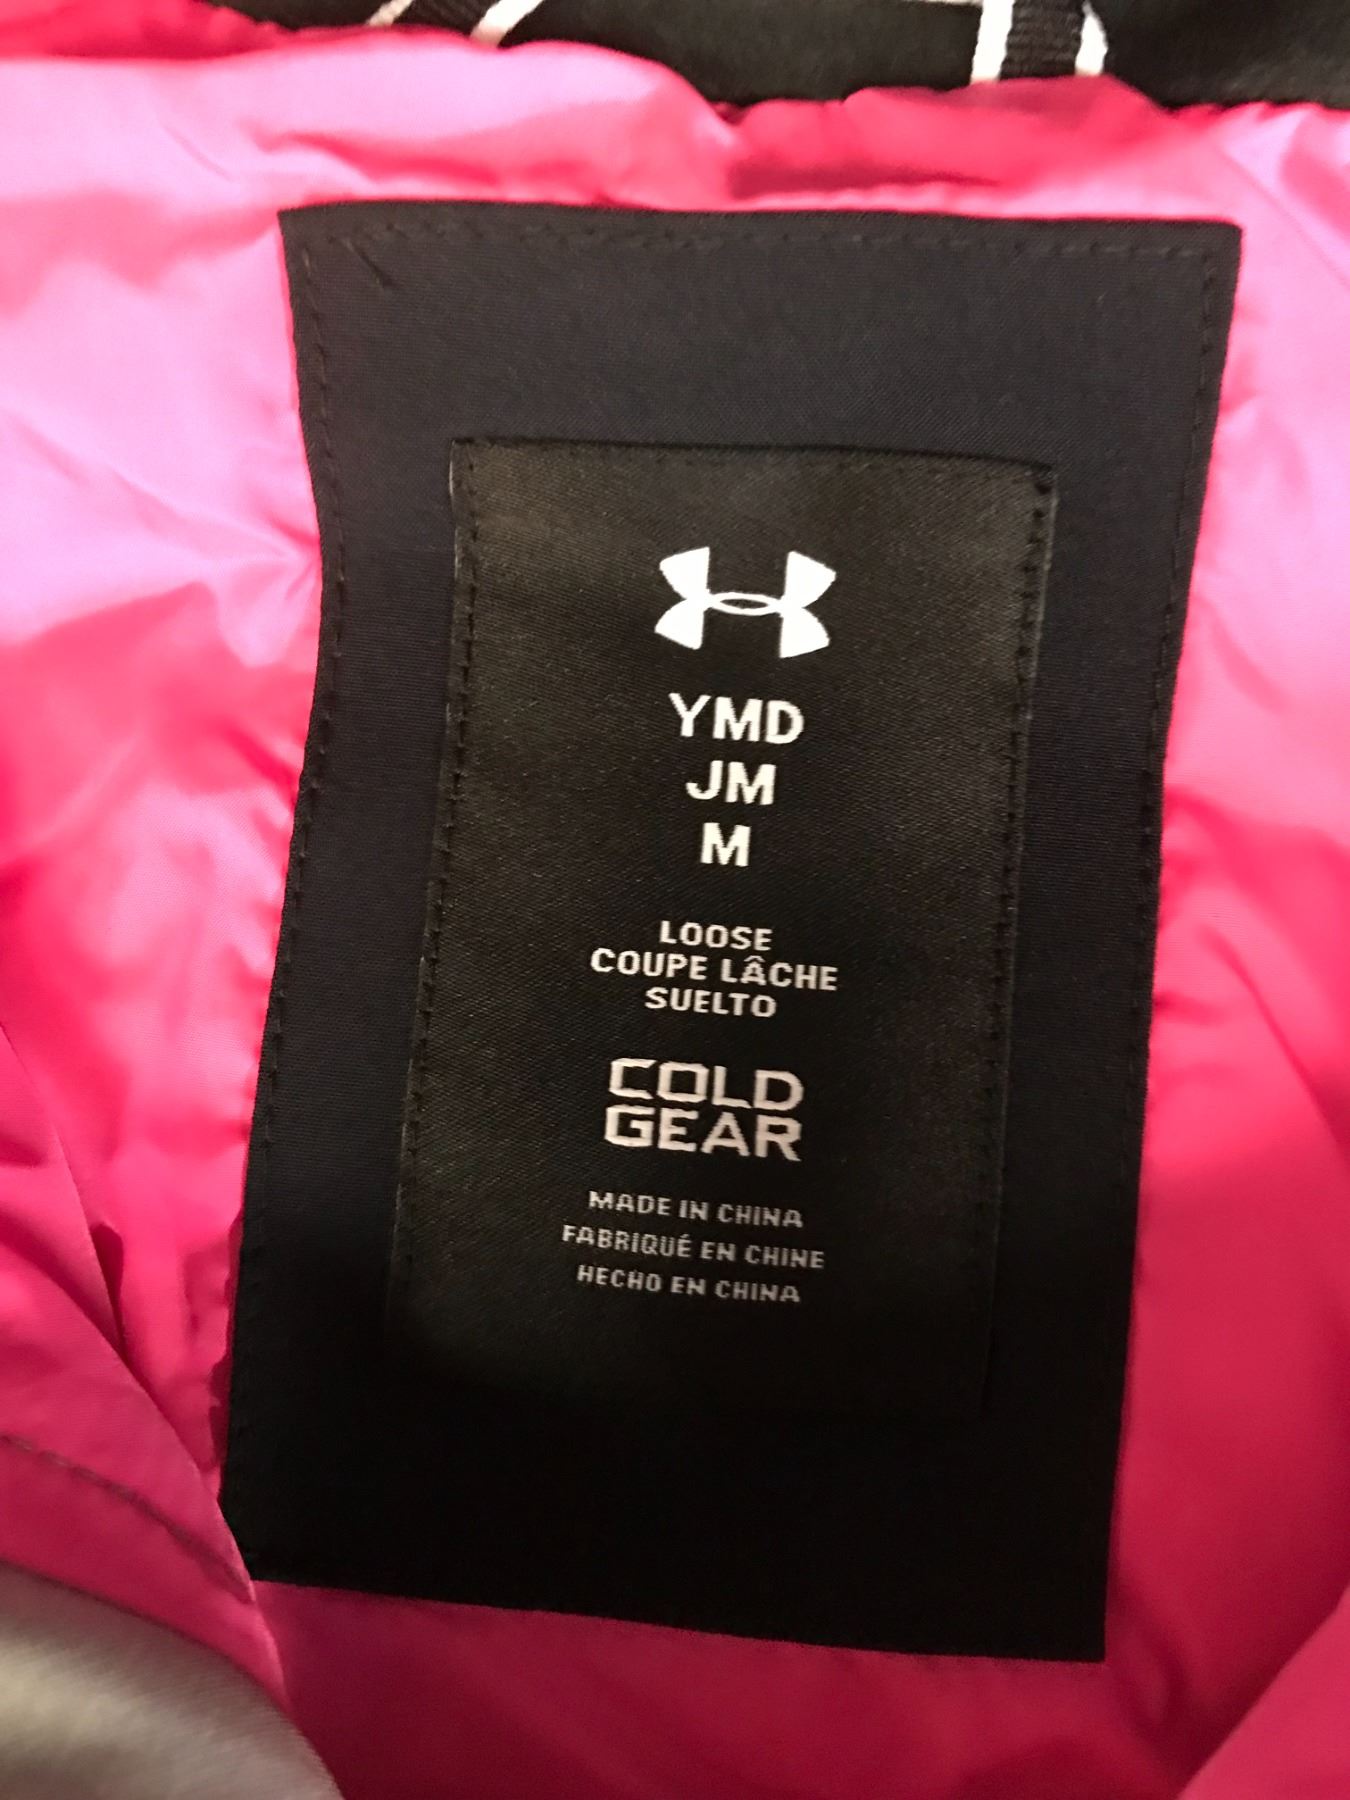 YMD
JM
M
LOOSE
COUPE LÂCHE
SUELTO
COLD
GEAR
MADE IN CHINA
FABRIQUÉ EN CHINE
HECHO EN CHINA